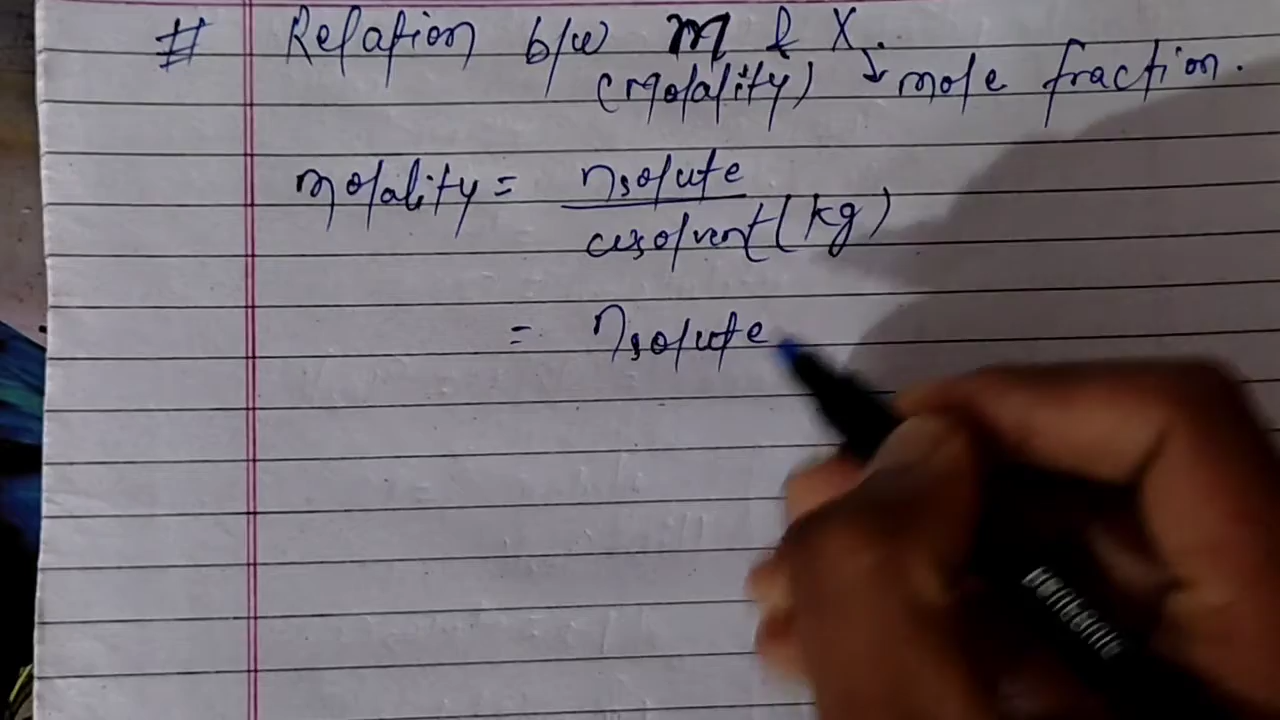 # Relation b/w m & X.
(molality) ↓ mole fraction.
molality = nsolute
wsolvent (kg)
= nsolute